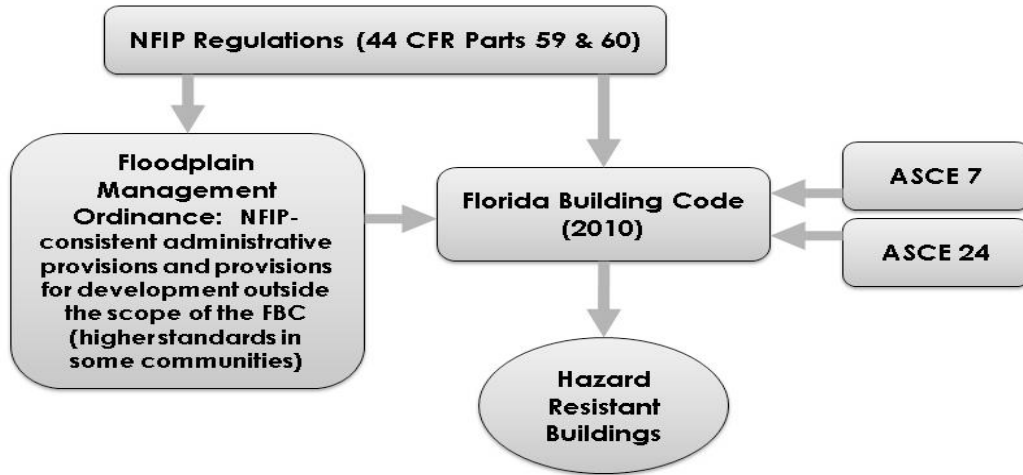 NFIP Regulations (44 CFR Parts 59 & 60)
Floodplain
Management
Ordinance: NFIP-
consistent administrative
provisions and provisions
for development outside
the scope of the FBC
(higher standards in
some communities)
Florida Building Code
(2010)
ASCE 7
ASCE 24
Hazard
Resistant
Buildings